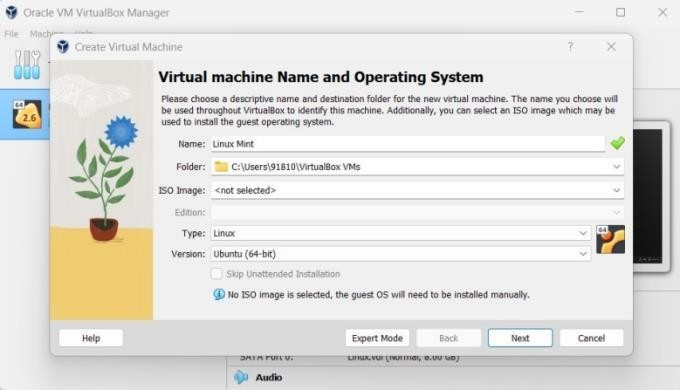 Oracle VM VirtualBox Manager
File Machine Help
64
2.6
Create Virtual Machine
Virtual machine Name and Operating System
Please choose a descriptive name and destination folder for the new virtual machine. The name you choose will
be used throughout VirtualBox to identify this machine. Additionally, you can select an ISO image which may
be used to install the guest operating system.
Name: Linux Mint
Folder: C:\Users\91810\VirtualBox VMs
ISO Image: <not selected>
Edition:
Type: Linux
64
Version: Ubuntu (64-bit)
Skip Unattended Installation
No ISO image is selected, the guest OS will need to be installed manually.
Help Expert Mode Back Next Cancel
SATA Port 0: Linux.vdi (Normal, 8.00 GB)
Audio